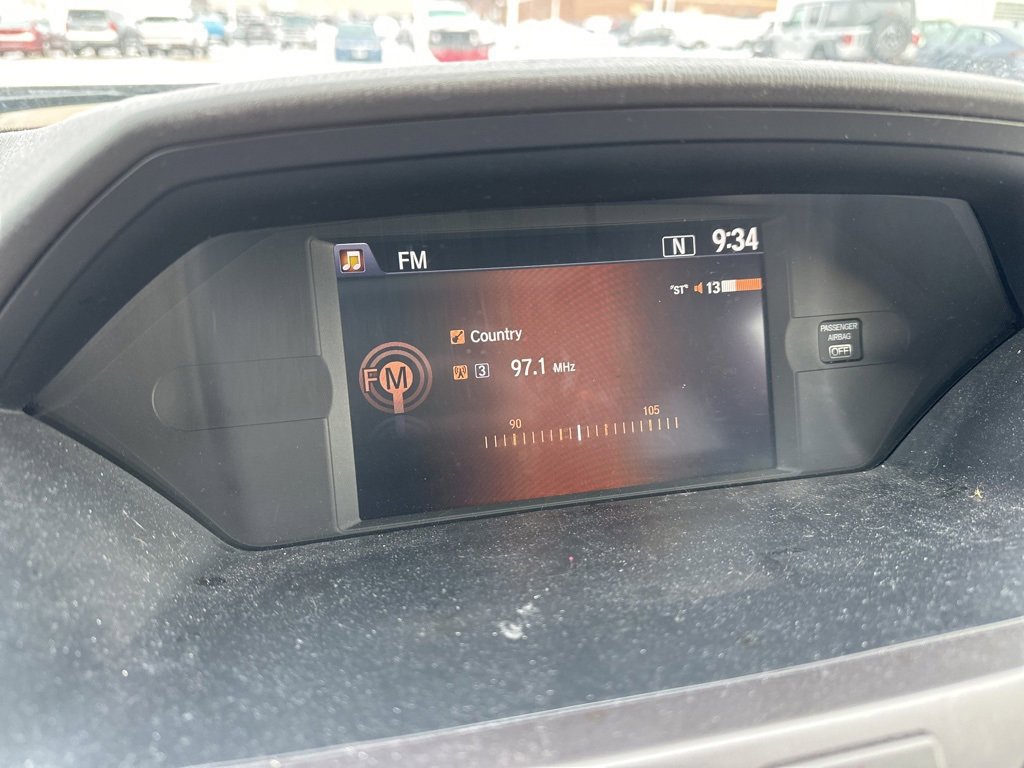 FM N 9:34
"ST" 13
Country
FM
3 97.1 MHz
90 105
PASSENGER
AIRBAG
OFF